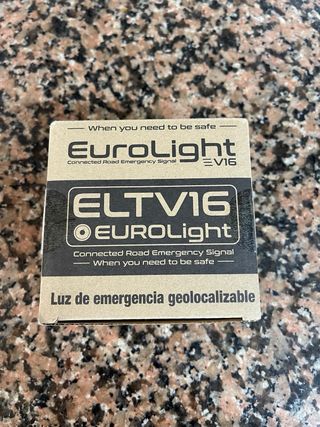 When you need to be safe
EuroLight
Connected Road Emergency Signal
V16
ELTV16
EUROLight
Connected Road Emergency Signal
When you need to be safe
Luz de emergencia geolocalizable